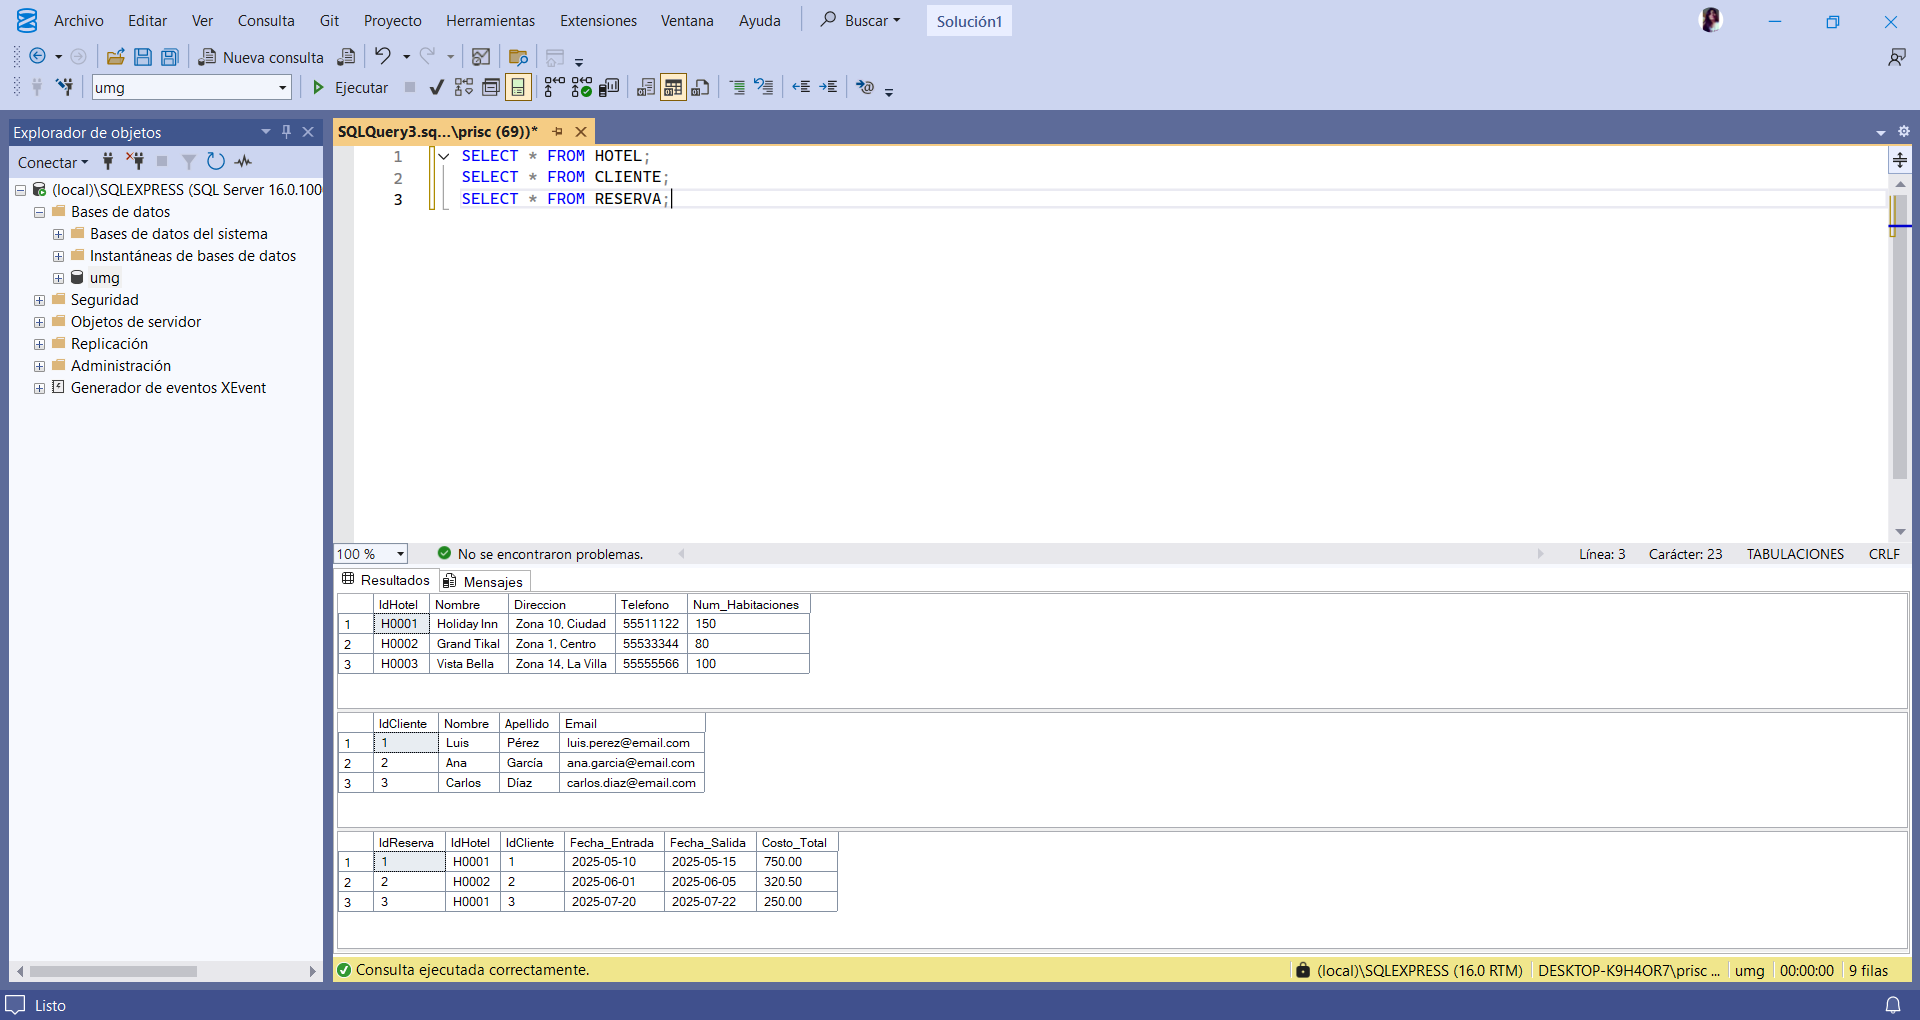 Archivo Editar Ver Consulta Git Proyecto Herramientas Extensiones Ventana Ayuda Buscar Solución1
Nueva consulta
umg Ejecutar
Explorador de objetos
Conectar
(local)\SQLEXPRESS (SQL Server 16.0.100
Bases de datos
Bases de datos del sistema
Instantáneas de bases de datos
umg
Seguridad
Objetos de servidor
Replicación
Administración
Generador de eventos XEvent
SQLQuery3.sq...\prisc (69))*
1 SELECT * FROM HOTEL;
2 SELECT * FROM CLIENTE;
3 SELECT * FROM RESERVA;
100 % No se encontraron problemas. Línea: 3 Carácter: 23 TABULACIONES CRLF
Resultados Mensajes
IdHotel Nombre Direccion Telefono Num_Habitaciones
1 H0001 Holiday Inn Zona 10, Ciudad 55511122 150
2 H0002 Grand Tikal Zona 1, Centro 55533344 80
3 H0003 Vista Bella Zona 14, La Villa 55555566 100
IdCliente Nombre Apellido Email
1 1 Luis Pérez luis.perez@email.com
2 2 Ana García ana.garcia@email.com
3 3 Carlos Díaz carlos.diaz@email.com
IdReserva IdHotel IdCliente Fecha_Entrada Fecha_Salida Costo_Total
1 1 H0001 1 2025-05-10 2025-05-15 750.00
2 2 H0002 2 2025-06-01 2025-06-05 320.50
3 3 H0001 3 2025-07-20 2025-07-22 250.00
Consulta ejecutada correctamente. (local)\SQLEXPRESS (16.0 RTM) DESKTOP-K9H4OR7\prisc ... umg 00:00:00 9 filas
Listo